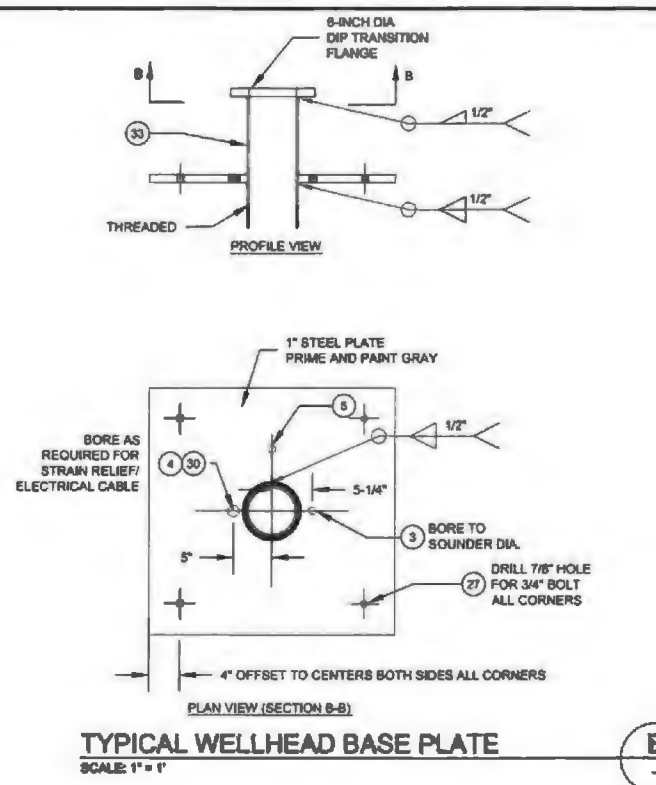 6-INCH DIA
DIP TRANSITION
FLANGE
B
B
1/2"
33
1/2"
THREADED
PROFILE VIEW
1" STEEL PLATE
PRIME AND PAINT GRAY
5
1/2"
BORE AS
REQUIRED FOR
STRAIN RELIEF/
ELECTRICAL CABLE
4 30
5-1/4"
3 BORE TO
SOUNDER DIA.
5"
27 DRILL 7/8" HOLE
FOR 3/4" BOLT
ALL CORNERS
4" OFFSET TO CENTERS BOTH SIDES ALL CORNERS
PLAN VIEW (SECTION B-B)
TYPICAL WELLHEAD BASE PLATE
SCALE: 1" = 1'